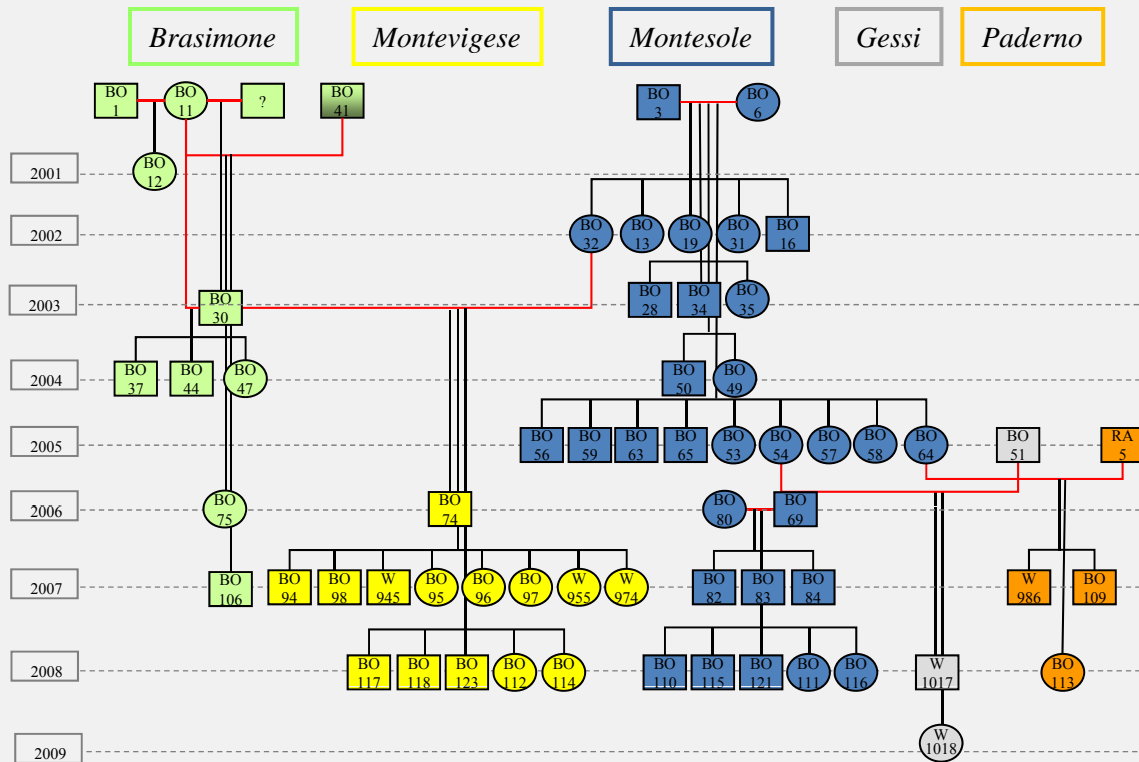 Brasimone
Montevigese
Montesole
Gessi
Paderno
BO
1
BO
11
?
BO
41
BO
3
BO
6
2001
BO
12
2002
BO
32
BO
13
BO
19
BO
31
BO
16
2003
BO
30
BO
28
BO
34
BO
35
2004
BO
37
BO
44
BO
47
BO
50
BO
49
2005
BO
56
BO
59
BO
63
BO
65
BO
53
BO
54
BO
57
BO
58
BO
64
BO
51
RA
5
2006
BO
75
BO
74
BO
80
BO
69
2007
BO
106
BO
94
BO
98
W
945
BO
95
BO
96
BO
97
W
955
W
974
BO
82
BO
83
BO
84
W
986
BO
109
2008
BO
117
BO
118
BO
123
BO
112
BO
114
BO
110
BO
115
BO
121
BO
111
BO
116
W
1017
BO
113
2009
W
1018